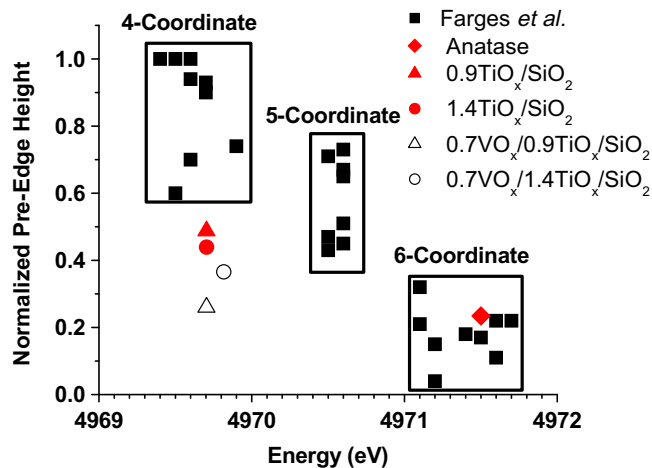 4-Coordinate
5-Coordinate
6-Coordinate
Farges et al.
Anatase
0.9TiOx/SiO2
1.4TiOx/SiO2
0.7VOx/0.9TiOx/SiO2
0.7VOx/1.4TiOx/SiO2
Normalized Pre-Edge Height
1.0
0.8
0.6
0.4
0.2
0.0
4969
4970
4971
4972
Energy (eV)